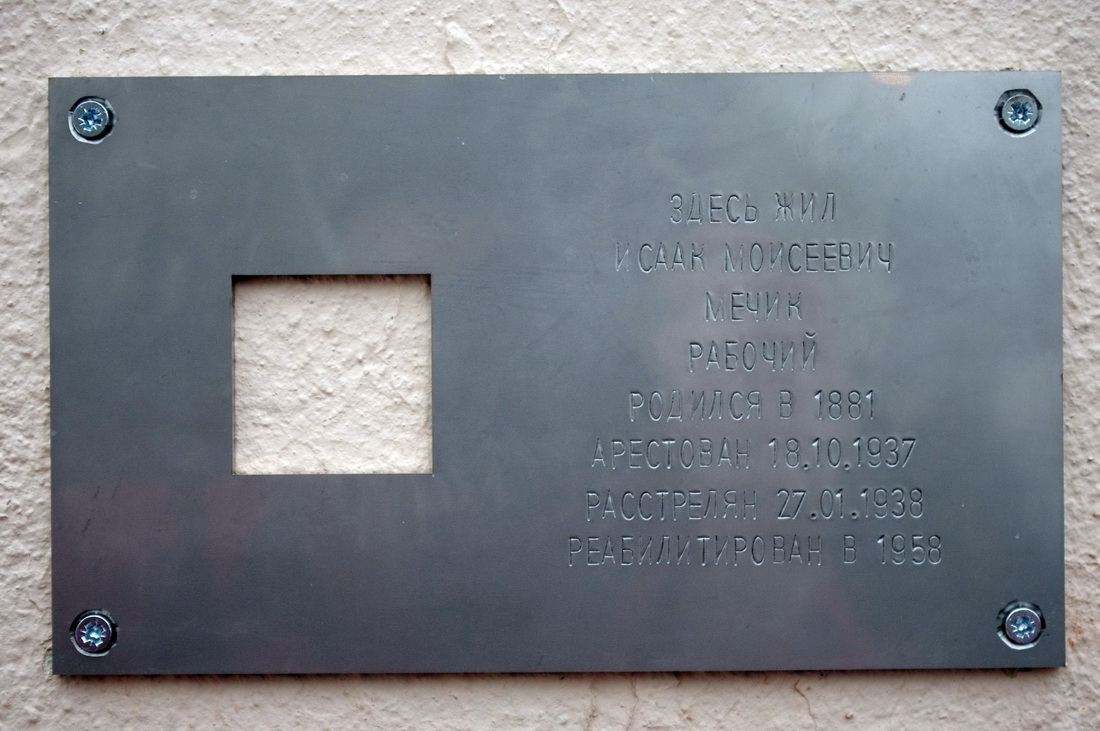 ЗДЕСЬ ЖИЛ
ИСААК МОИСЕЕВИЧ
МЕЧИК
РАБОЧИЙ
РОДИЛСЯ В 1881
АРЕСТОВАН 18.10.1937
РАССТРЕЛЯН 27.01.1938
РЕАБИЛИТИРОВАН В 1958